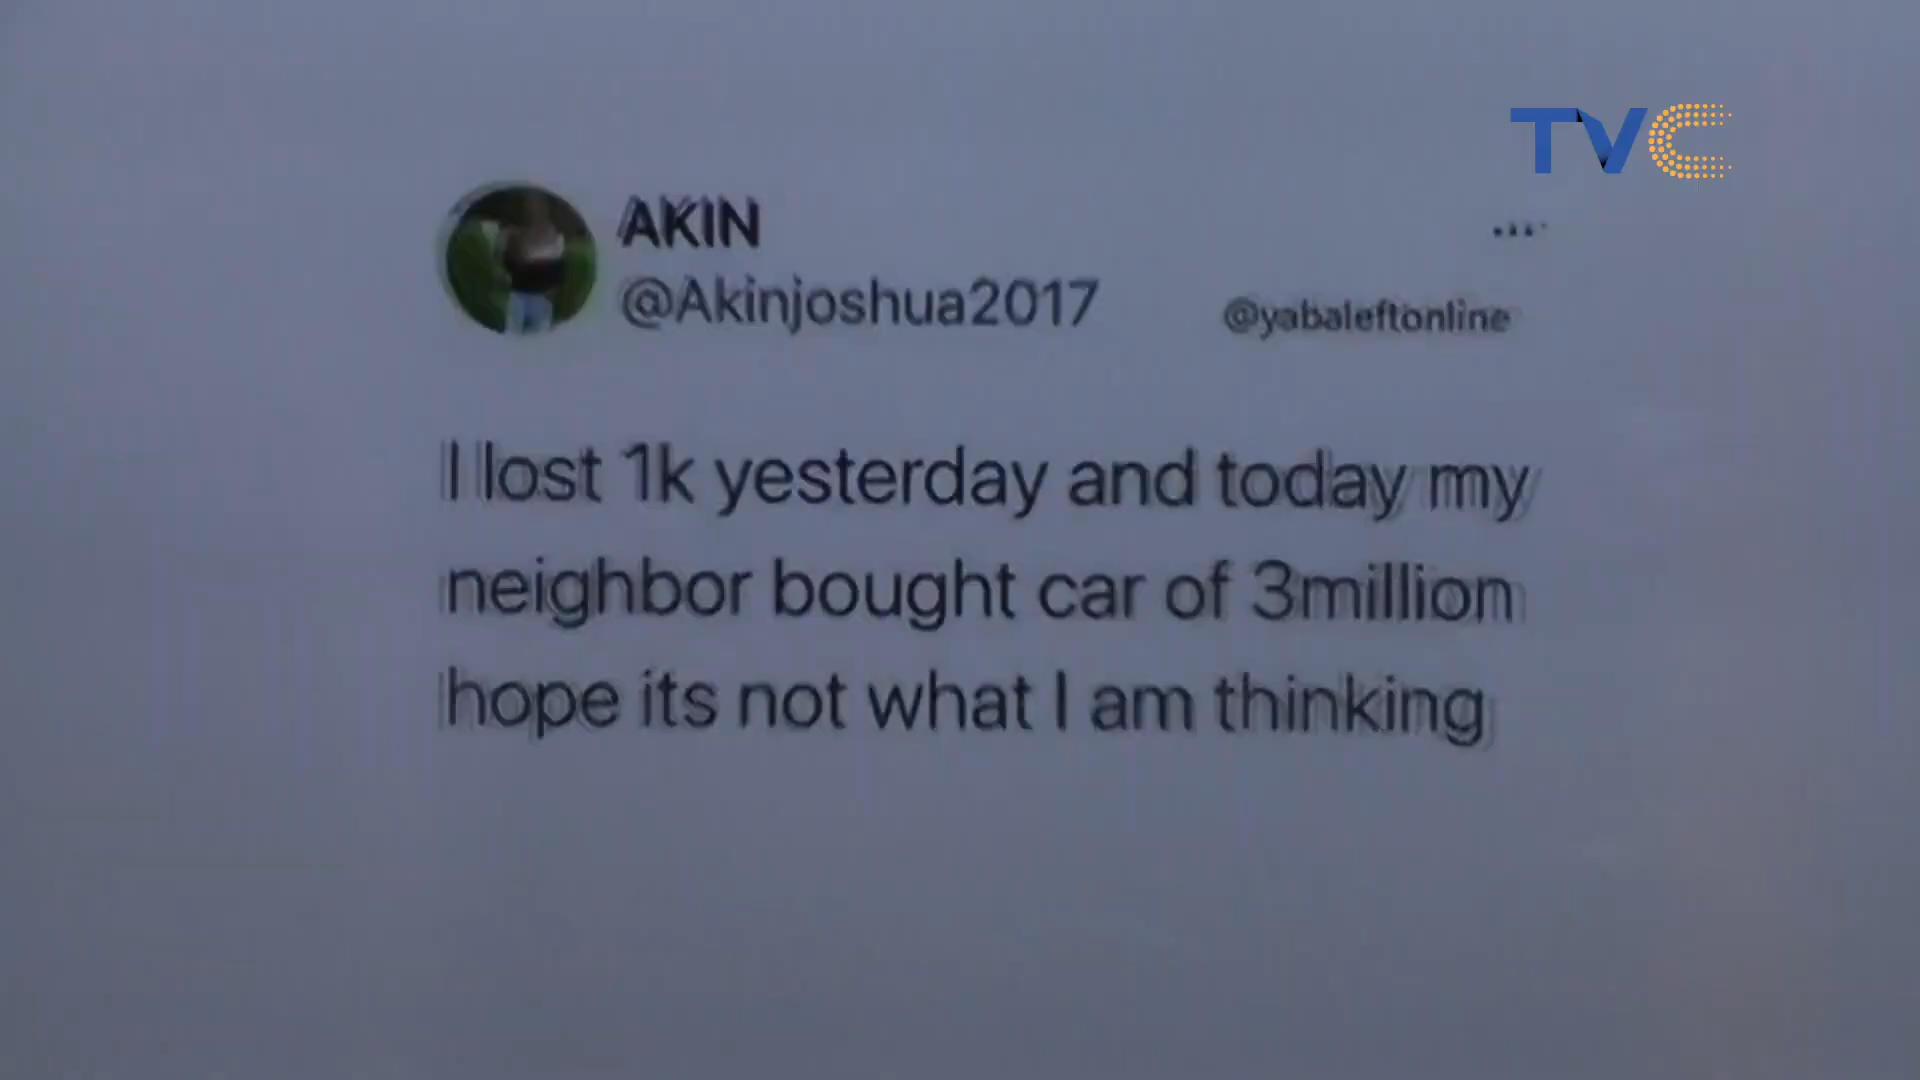 TVC
AKIN
@Akinjoshua2017
@yabaleftonline
I lost 1k yesterday and today my
neighbor bought car of 3million
hope its not what I am thinking